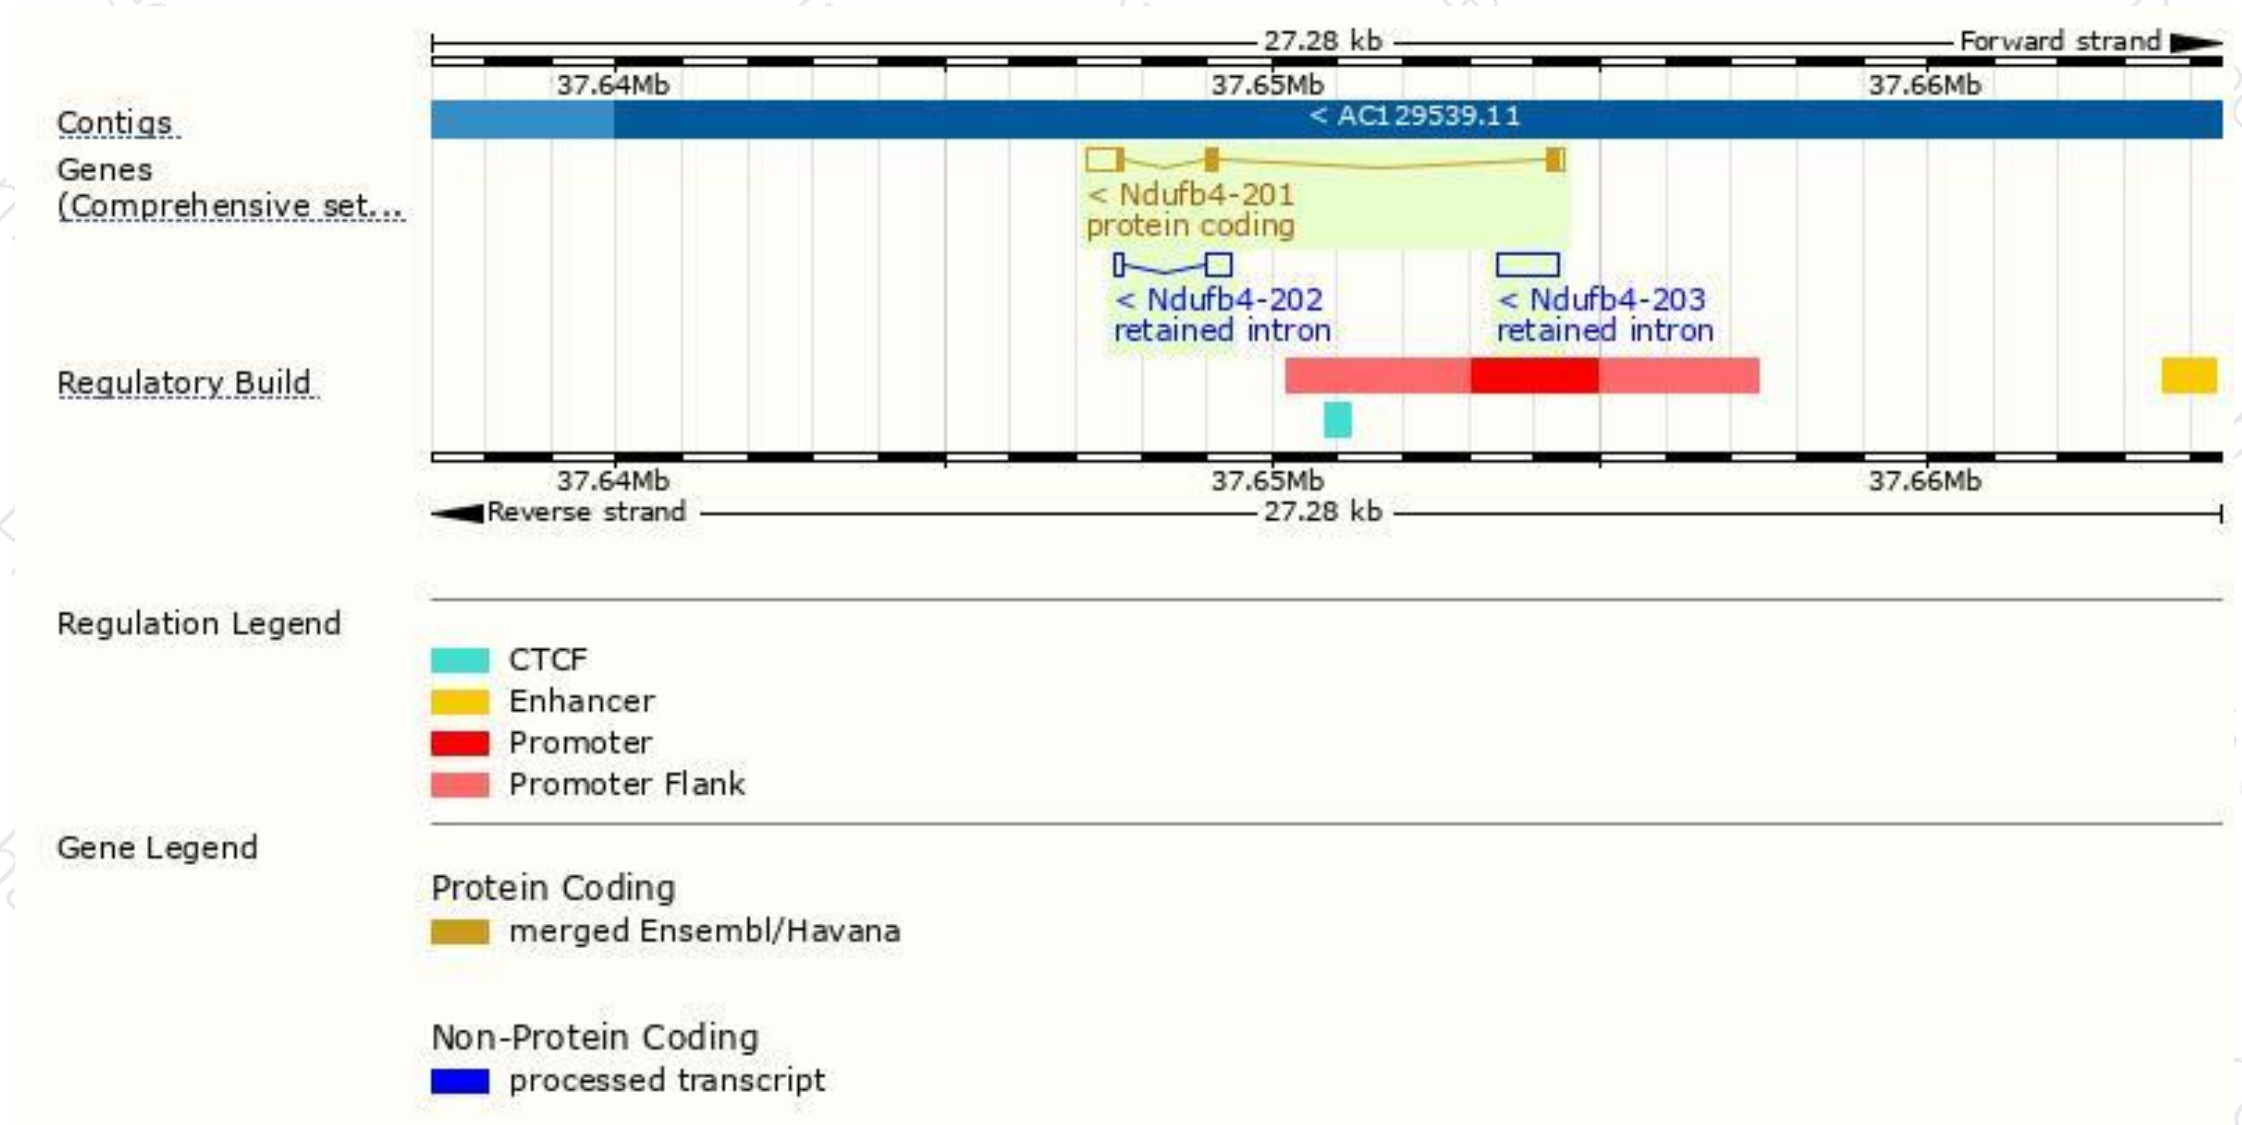 27.28 kb
Forward strand
37.64Mb 37.65Mb 37.66Mb
Contigs
< AC129539.11
Genes
(Comprehensive set...
< Ndufb4-201
protein coding
< Ndufb4-202
retained intron
< Ndufb4-203
retained intron
Regulatory Build
37.64Mb 37.65Mb 37.66Mb
Reverse strand
27.28 kb
Regulation Legend
CTCF
Enhancer
Promoter
Promoter Flank
Gene Legend
Protein Coding
merged Ensembl/Havana
Non-Protein Coding
processed transcript